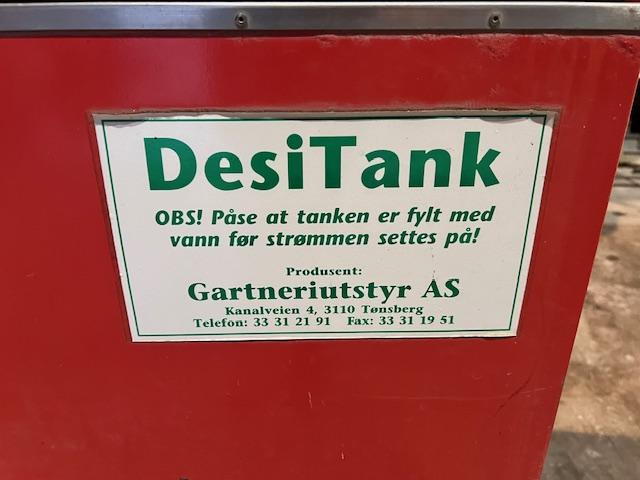 DesiTank
OBS! Påse at tanken er fylt med
vann før strømmen settes på!
Produsent:
Gartneriutstyr AS
Kanalveien 4, 3110 Tønsberg
Telefon: 33 31 21 91 Fax: 33 31 19 51